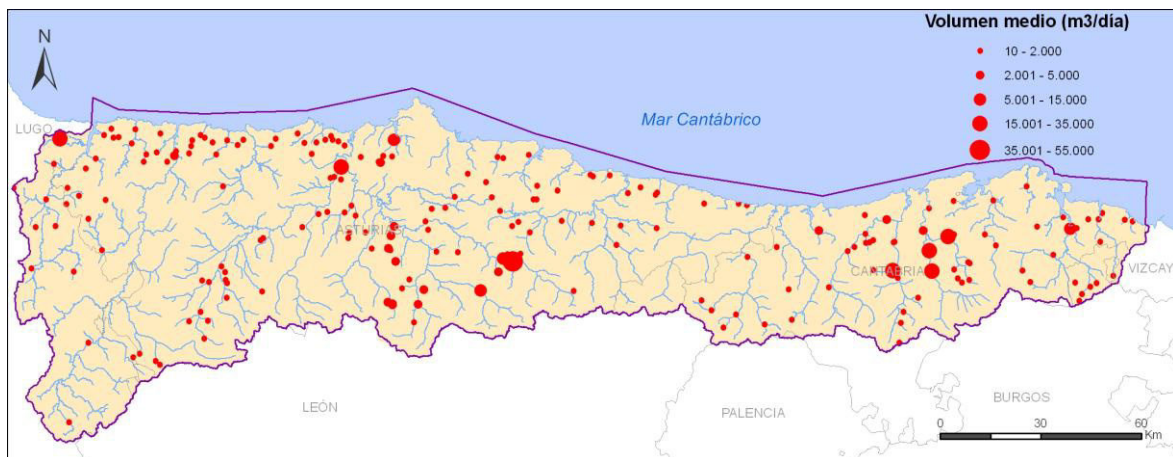 Volumen medio (m3/día)
N
10 - 2.000
2.001 - 5.000
5.001 - 15.000
15.001 - 35.000
35.001 - 55.000
Mar Cantábrico
LUGO
ASTURIAS
CANTABRIA
VIZCAY
LEÓN
PALENCIA
BURGOS
0 30 60
Km